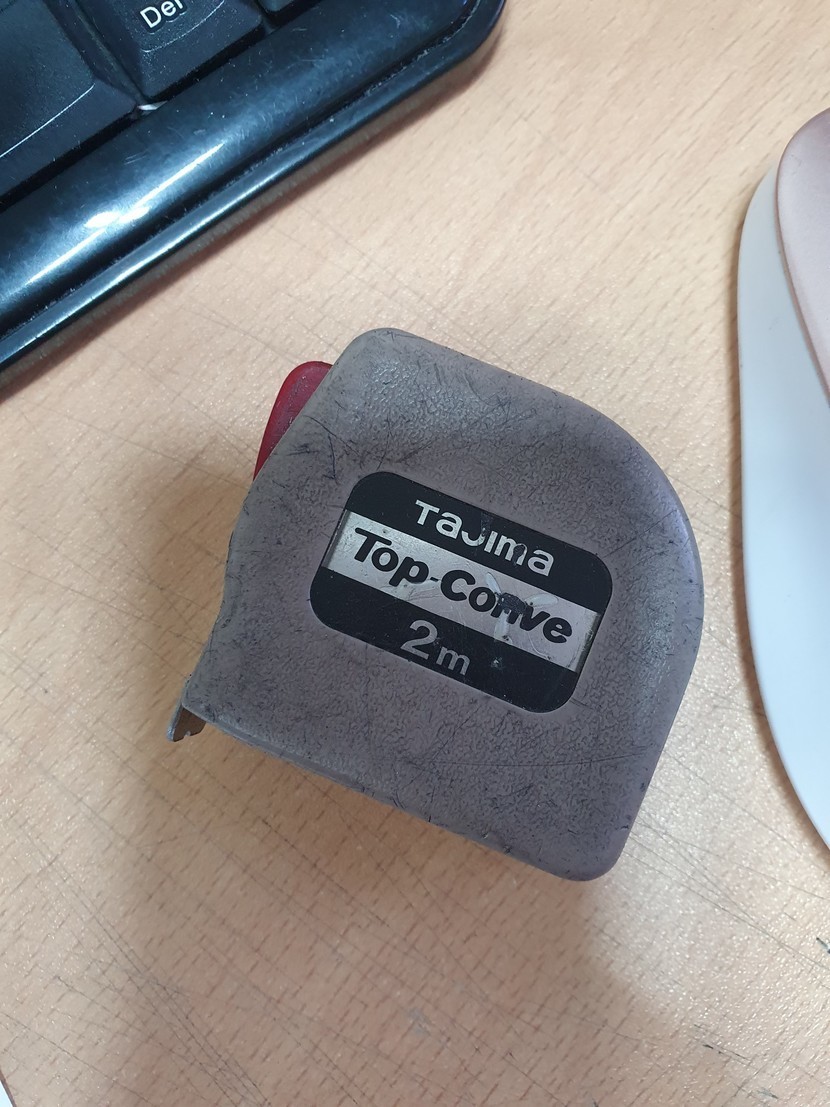 Del
TaJima
Top-Conve
2m